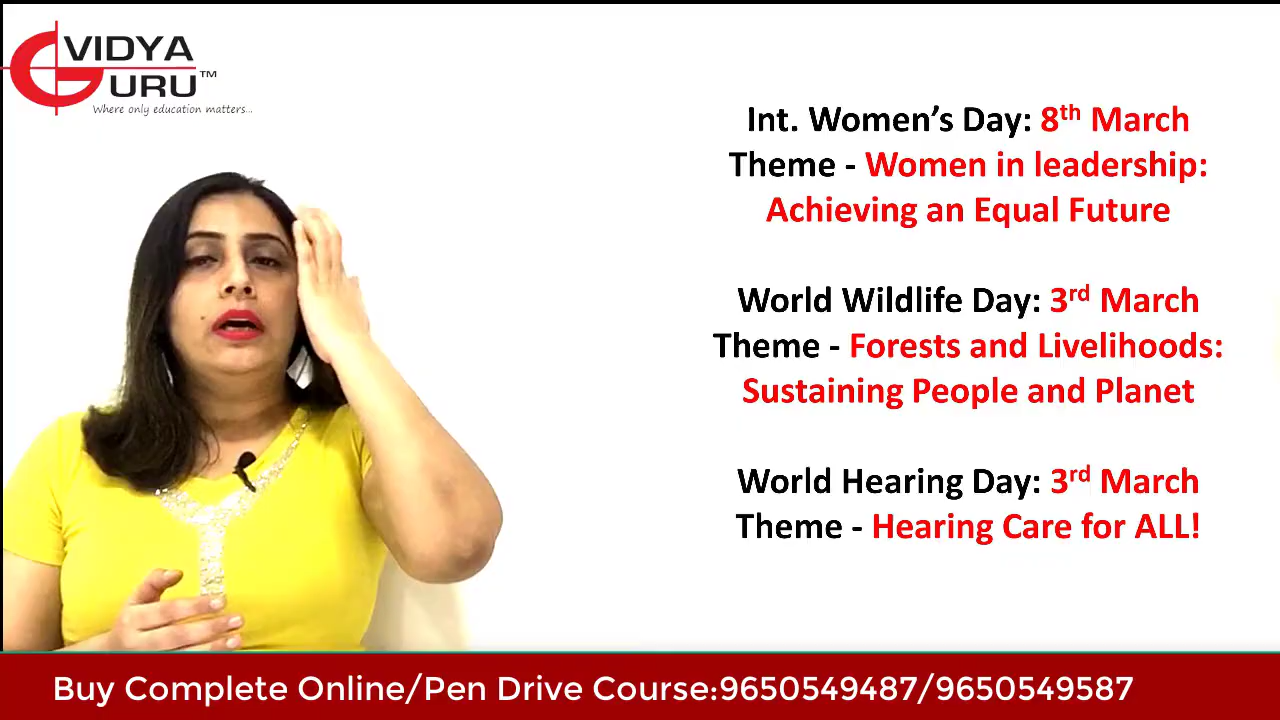 VIDYA
GURU™
Where only education matters...
Int. Women’s Day: 8th March
Theme - Women in leadership:
Achieving an Equal Future
World Wildlife Day: 3rd March
Theme - Forests and Livelihoods:
Sustaining People and Planet
World Hearing Day: 3rd March
Theme - Hearing Care for ALL!
Buy Complete Online/Pen Drive Course:9650549487/9650549587